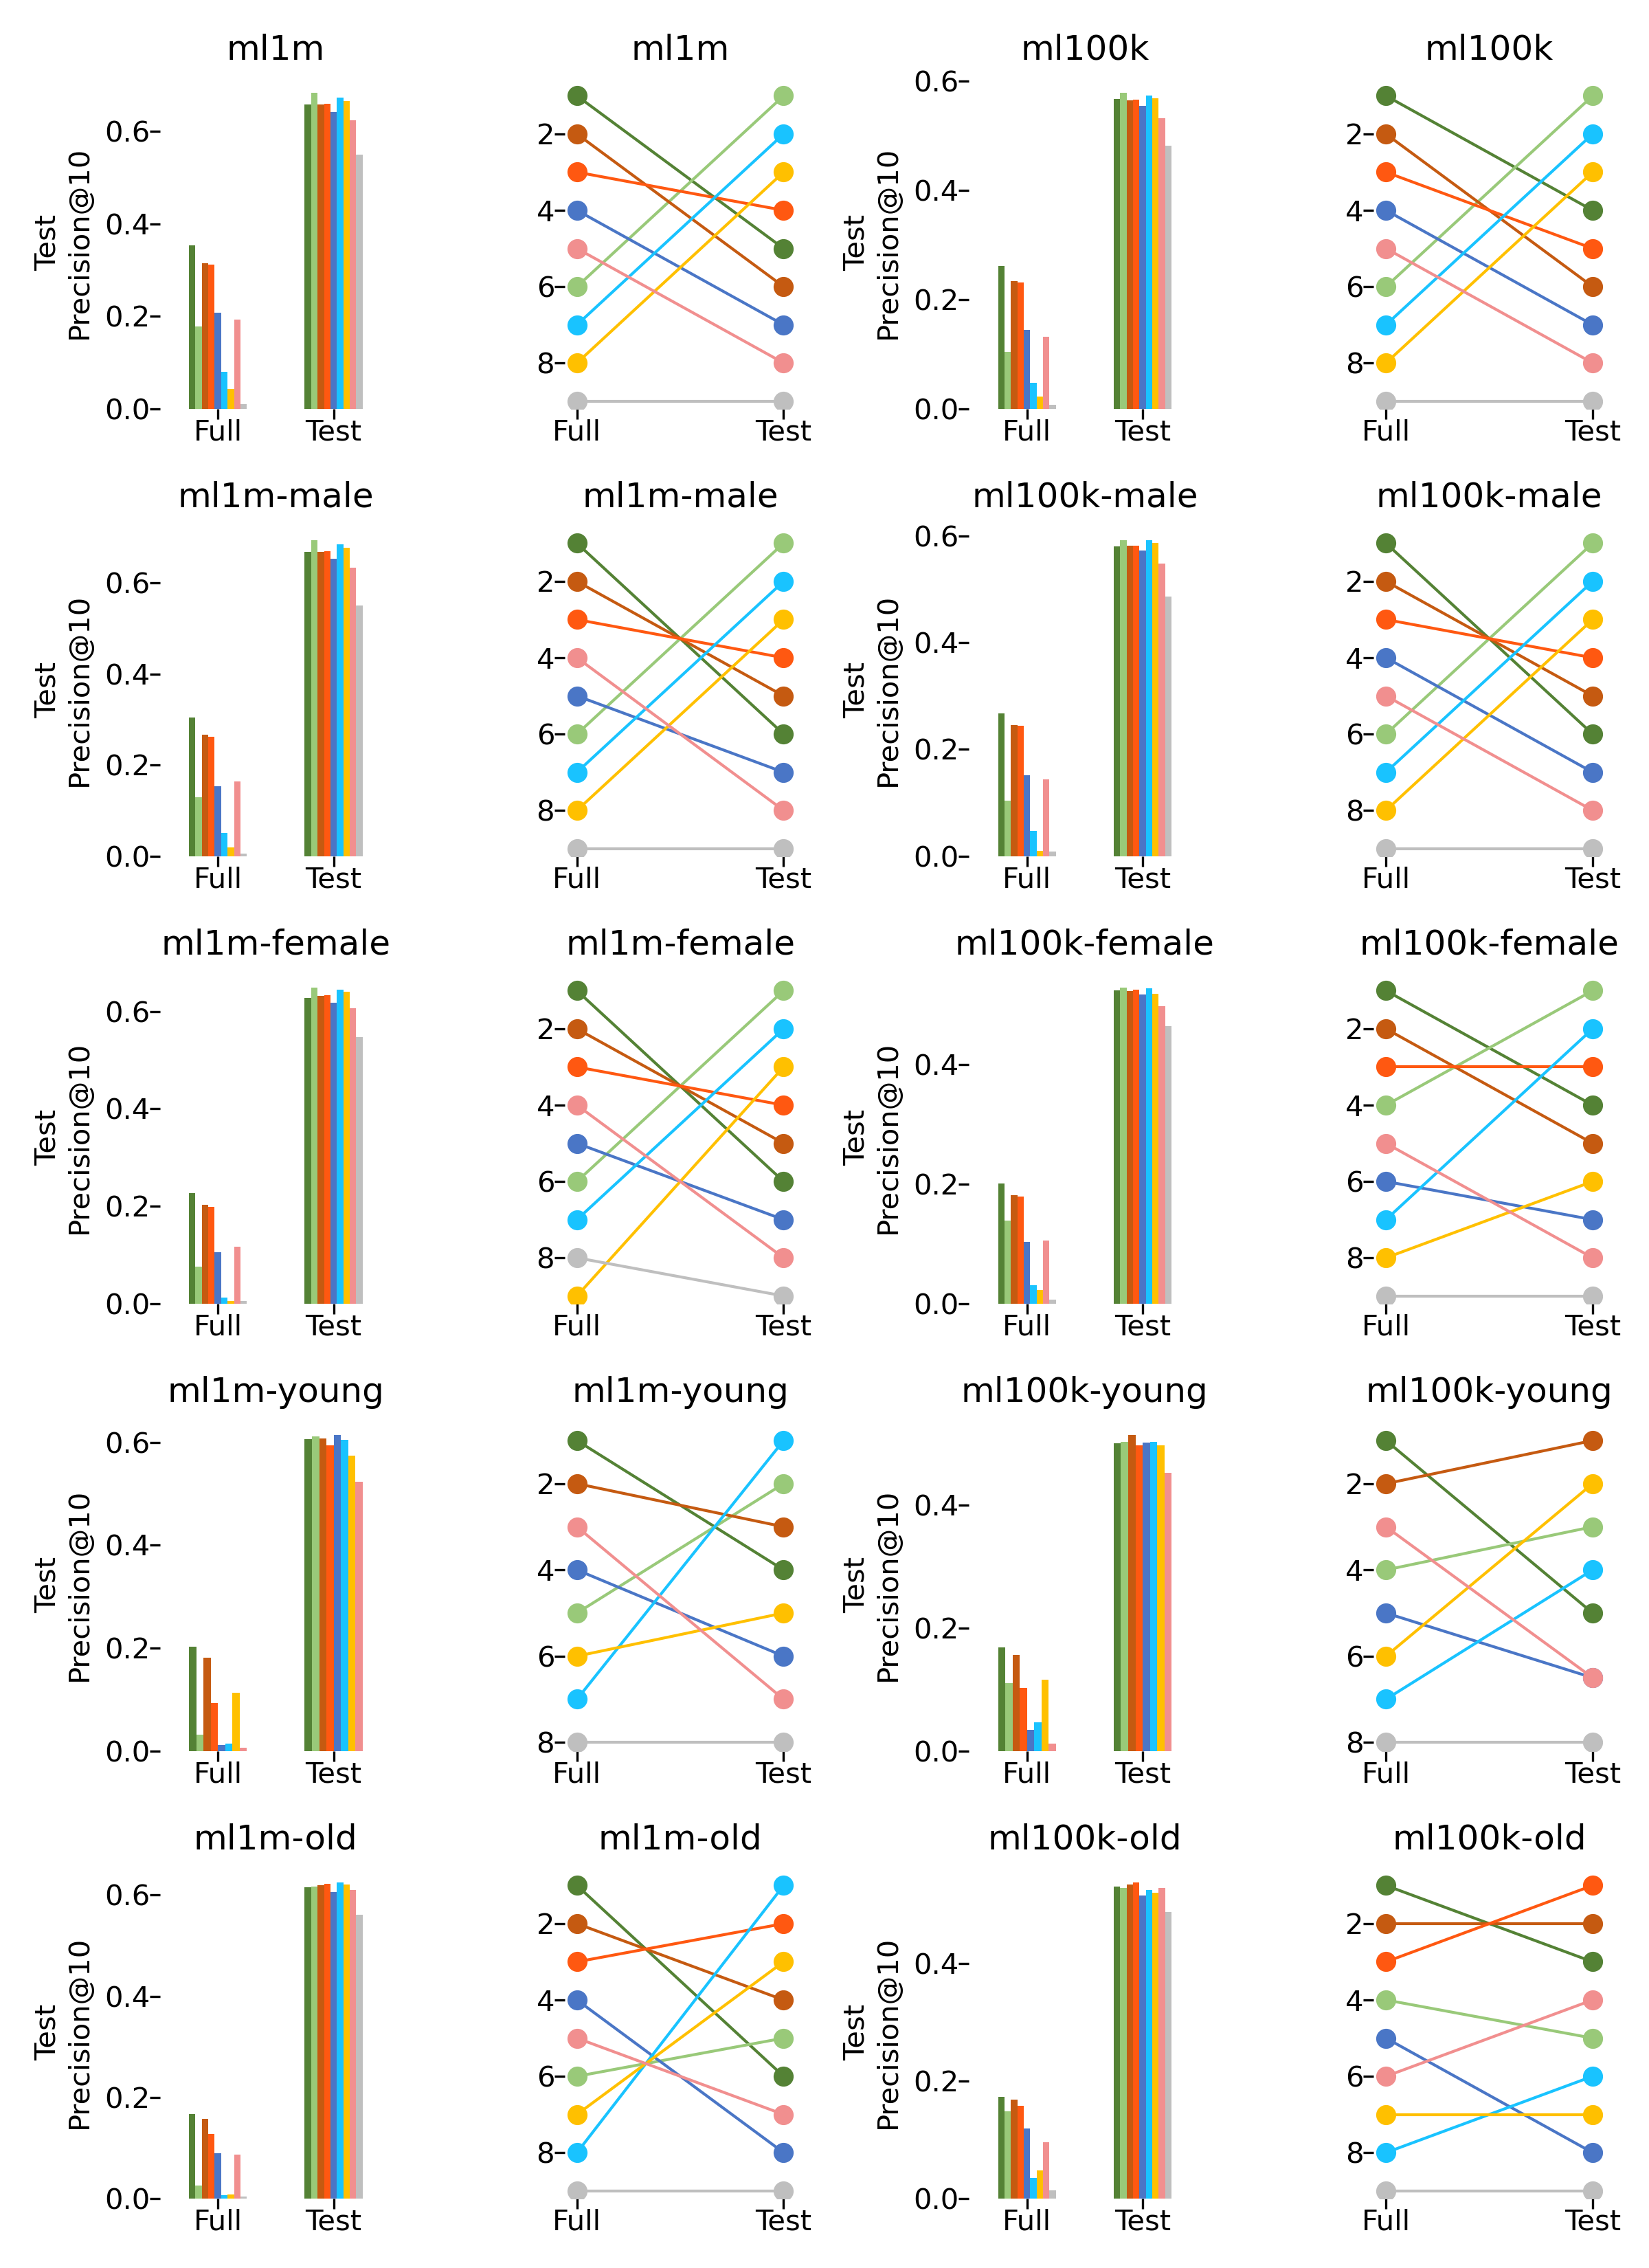 ml1m
ml1m
ml100k
ml100k
Test
Precision@10
0.6
0.4
0.2
0.0
Full
Test
2
4
6
8
Full
Test
Test
Precision@10
0.6
0.4
0.2
0.0
Full
Test
2
4
6
8
Full
Test
ml1m-male
ml1m-male
ml100k-male
ml100k-male
Test
Precision@10
0.6
0.4
0.2
0.0
Full
Test
2
4
6
8
Full
Test
Test
Precision@10
0.6
0.4
0.2
0.0
Full
Test
2
4
6
8
Full
Test
ml1m-female
ml1m-female
ml100k-female
ml100k-female
Test
Precision@10
0.6
0.4
0.2
0.0
Full
Test
2
4
6
8
Full
Test
Test
Precision@10
0.4
0.2
0.0
Full
Test
2
4
6
8
Full
Test
ml1m-young
ml1m-young
ml100k-young
ml100k-young
Test
Precision@10
0.6
0.4
0.2
0.0
Full
Test
2
4
6
8
Full
Test
Test
Precision@10
0.4
0.2
0.0
Full
Test
2
4
6
8
Full
Test
ml1m-old
ml1m-old
ml100k-old
ml100k-old
Test
Precision@10
0.6
0.4
0.2
0.0
Full
Test
2
4
6
8
Full
Test
Test
Precision@10
0.4
0.2
0.0
Full
Test
2
4
6
8
Full
Test